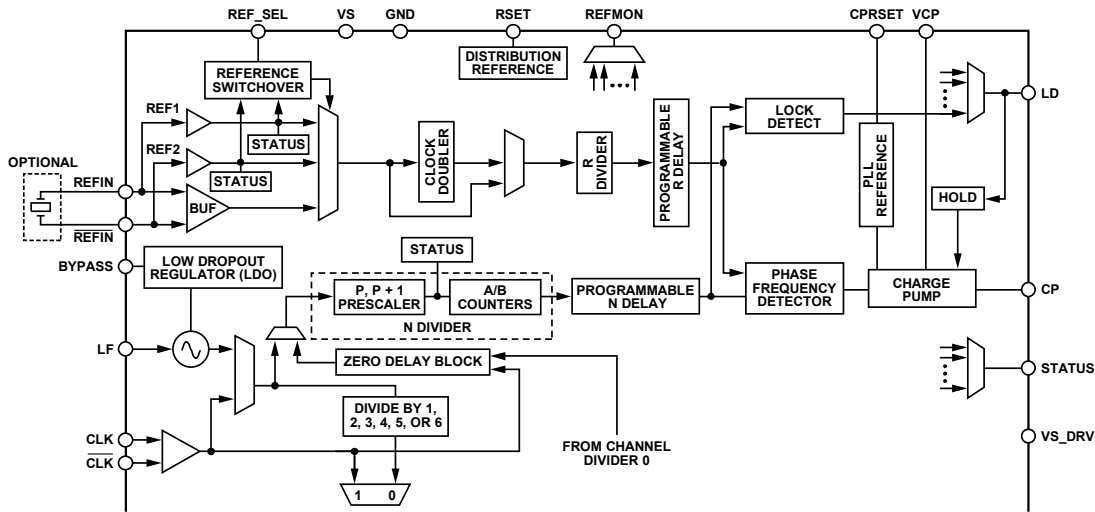 REF_SEL
VS
GND
RSET
REFMON
CPRSET
VCP
DISTRIBUTION
REFERENCE
REFERENCE
SWITCHOVER
REF1
STATUS
REF2
STATUS
OPTIONAL
REFIN
REFIN
BUF
CLOCK
DOUBLER
R
DIVIDER
PROGRAMMABLE
R DELAY
LOCK
DETECT
PLL
REFERENCE
LD
HOLD
BYPASS
LOW DROPOUT
REGULATOR (LDO)
STATUS
P, P + 1
PRESCALER
A/B
COUNTERS
N DIVIDER
PROGRAMMABLE
N DELAY
PHASE
FREQUENCY
DETECTOR
CHARGE
PUMP
CP
LF
ZERO DELAY BLOCK
STATUS
DIVIDE BY 1,
2, 3, 4, 5, OR 6
FROM CHANNEL
DIVIDER 0
VS_DRV
CLK
CLK
1 0